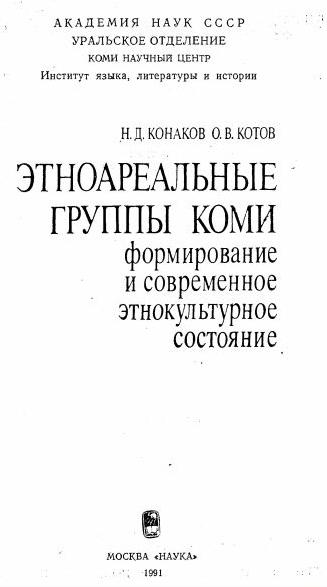 АКАДЕМИЯ НАУК СССР
УРАЛЬСКОЕ ОТДЕЛЕНИЕ
КОМИ НАУЧНЫЙ ЦЕНТР
Институт языка, литературы и истории
Н. Д. КОНАКОВ О. В. КОТОВ
ЭТНОАРЕАЛЬНЫЕ
ГРУППЫ КОМИ
формирование
и современное
этнокультурное
состояние
МОСКВА «НАУКА»
1991